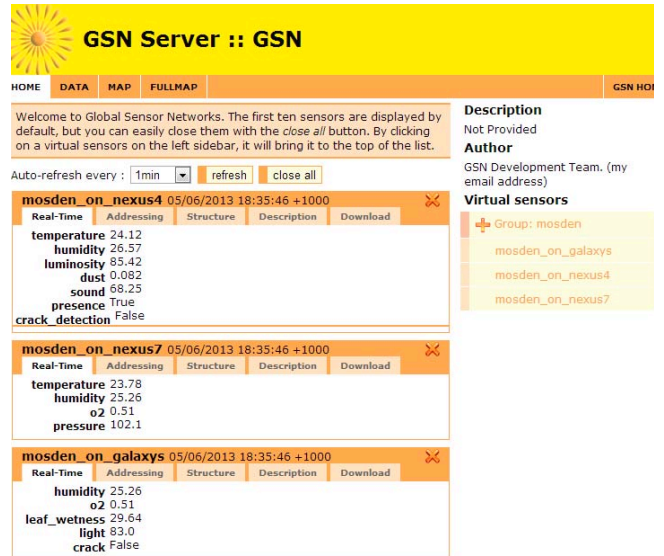 GSN Server :: GSN
HOME DATA MAP FULLMAP GSN HO
Welcome to Global Sensor Networks. The first ten sensors are displayed by
default, but you can easily close them with the close all button. By clicking
on a virtual sensors on the left sidebar, it will bring it to the top of the list.
Auto-refresh every : 1min refresh close all
mosden_on_nexus4 05/06/2013 18:35:46 +1000
Real-Time Addressing Structure Description Download
temperature 24.12
humidity 26.57
luminosity 85.42
dust 0.082
sound 68.25
presence True
crack_detection False
mosden_on_nexus7 05/06/2013 18:35:46 +1000
Real-Time Addressing Structure Description Download
temperature 23.78
humidity 25.26
o2 0.51
pressure 102.1
mosden_on_galaxys 05/06/2013 18:35:46 +1000
Real-Time Addressing Structure Description Download
humidity 25.26
o2 0.51
leaf_wetness 29.64
light 83.0
crack False
Description
Not Provided
Author
GSN Development Team. (my
email address)
Virtual sensors
Group: mosden
mosden_on_galaxys
mosden_on_nexus4
mosden_on_nexus7